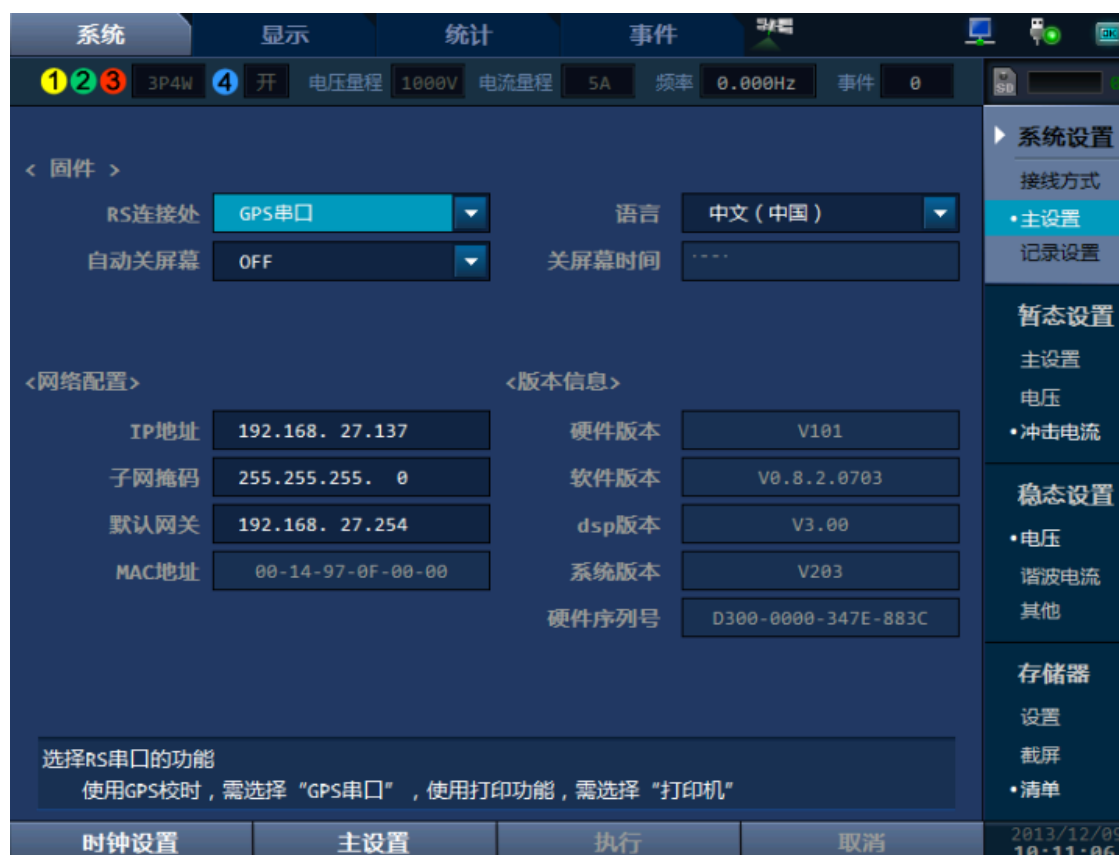 系统 显示 统计 事件
1 2 3 3P4W 4 开 电压量程 1000V 电流量程 5A 频率 0.000Hz 事件 0 SD
< 固件 >
RS连接处 GPS串口 语言 中文(中国)
自动关屏幕 OFF 关屏幕时间
<网络配置> <版本信息>
IP地址 192.168. 27.137 硬件版本 V101
子网掩码 255.255.255. 0 软件版本 V0.8.2.0703
默认网关 192.168. 27.254 dsp版本 V3.00
MAC地址 00-14-97-0F-00-00 系统版本 V203
硬件序列号 D300-0000-347E-883C
选择RS串口的功能
使用GPS校时,需选择“GPS串口”,使用打印功能,需选择“打印机”
时钟设置 主设置 执行 取消
系统设置
接线方式
•主设置
记录设置
暂态设置
主设置
电压
•冲击电流
稳态设置
•电压
谐波电流
其他
存储器
设置
截屏
•清单
2013/12/09
10:11:06